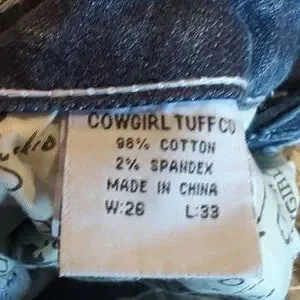 COWGIRL TUFF CO
98% COTTON
2% SPANDEX
MADE IN CHINA
W:26 L:33